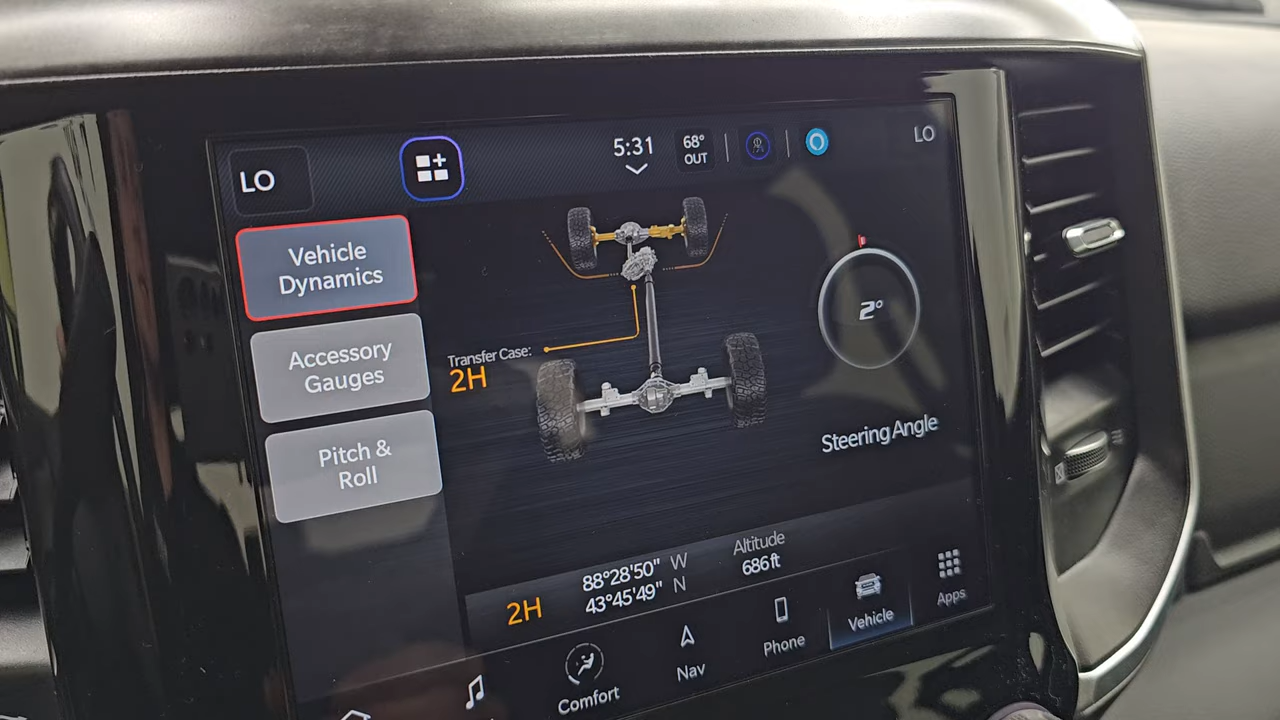 LO
5:31
68°
OUT
LO
Vehicle
Dynamics
Accessory
Gauges
Pitch &
Roll
Transfer Case:
2H
2°
Steering Angle
2H
88°28'50" W
43°45'49" N
Altitude
686ft
Comfort
Nav
Phone
Vehicle
Apps